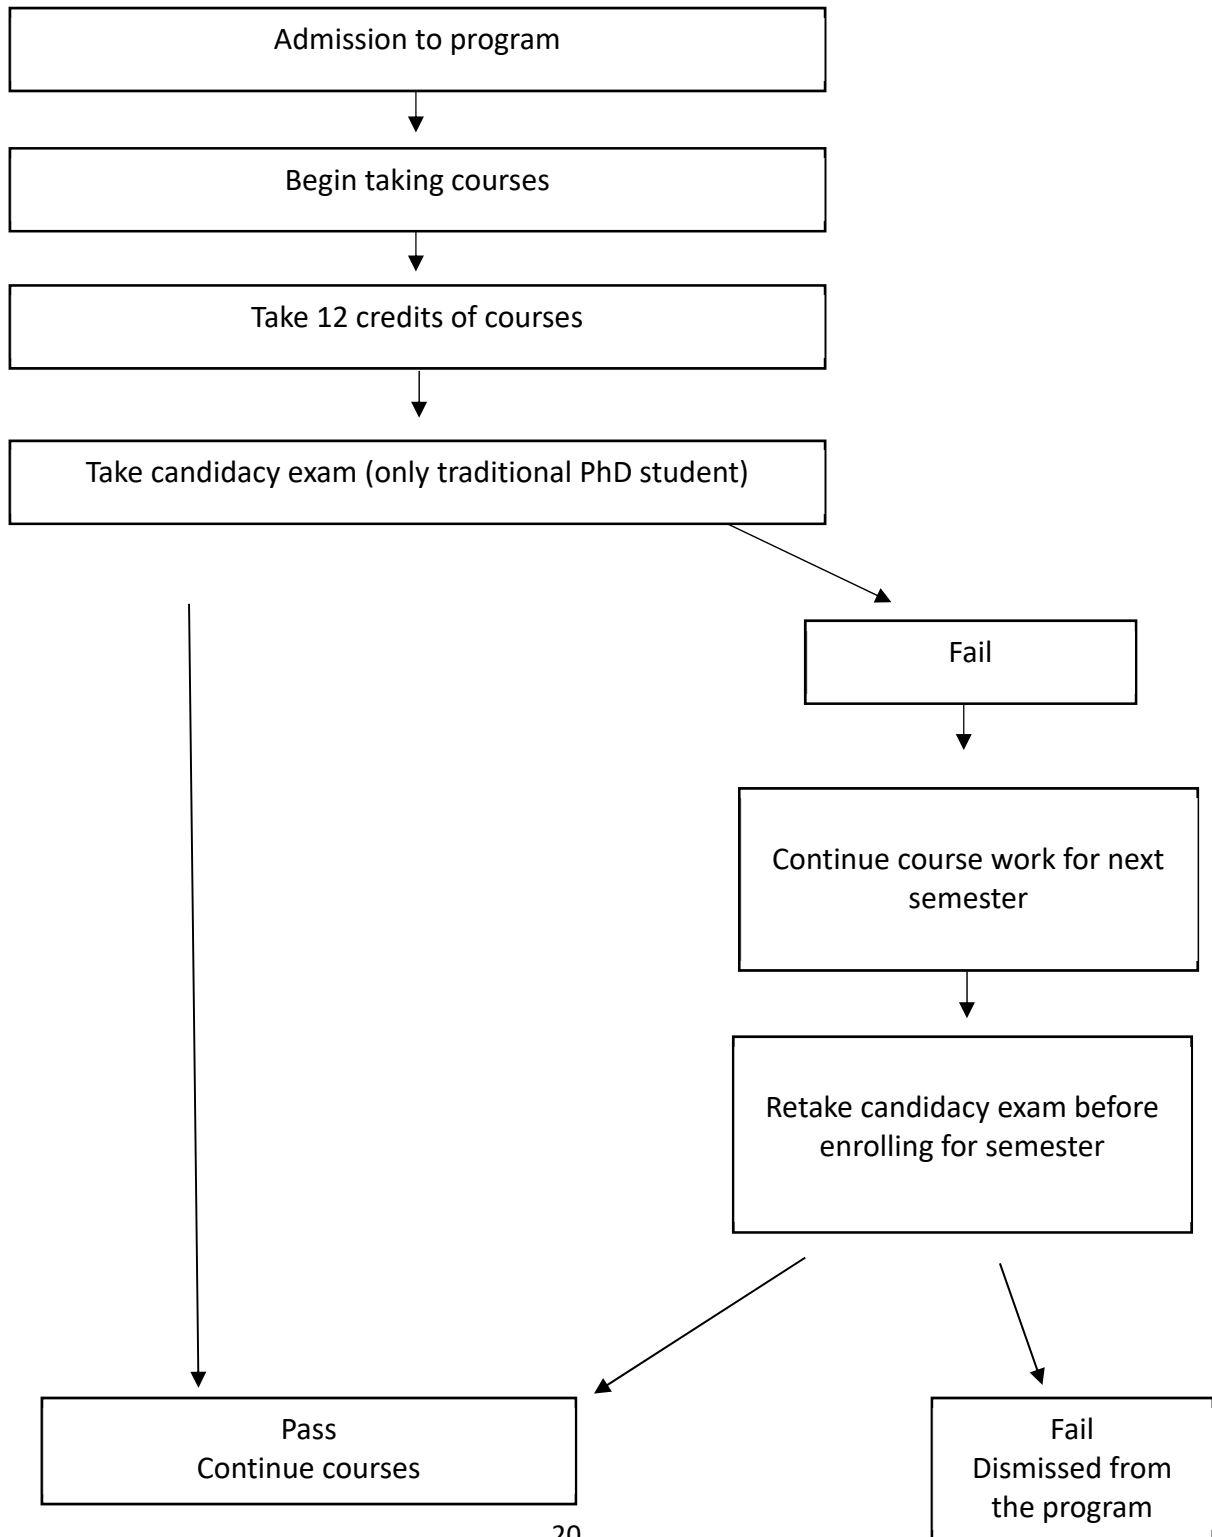 Admission to program
Begin taking courses
Take 12 credits of courses
Take candidacy exam (only traditional PhD student)
Fail
Continue course work for next
semester
Retake candidacy exam before
enrolling for semester
Pass
Continue courses
Fail
Dismissed from
the program
20